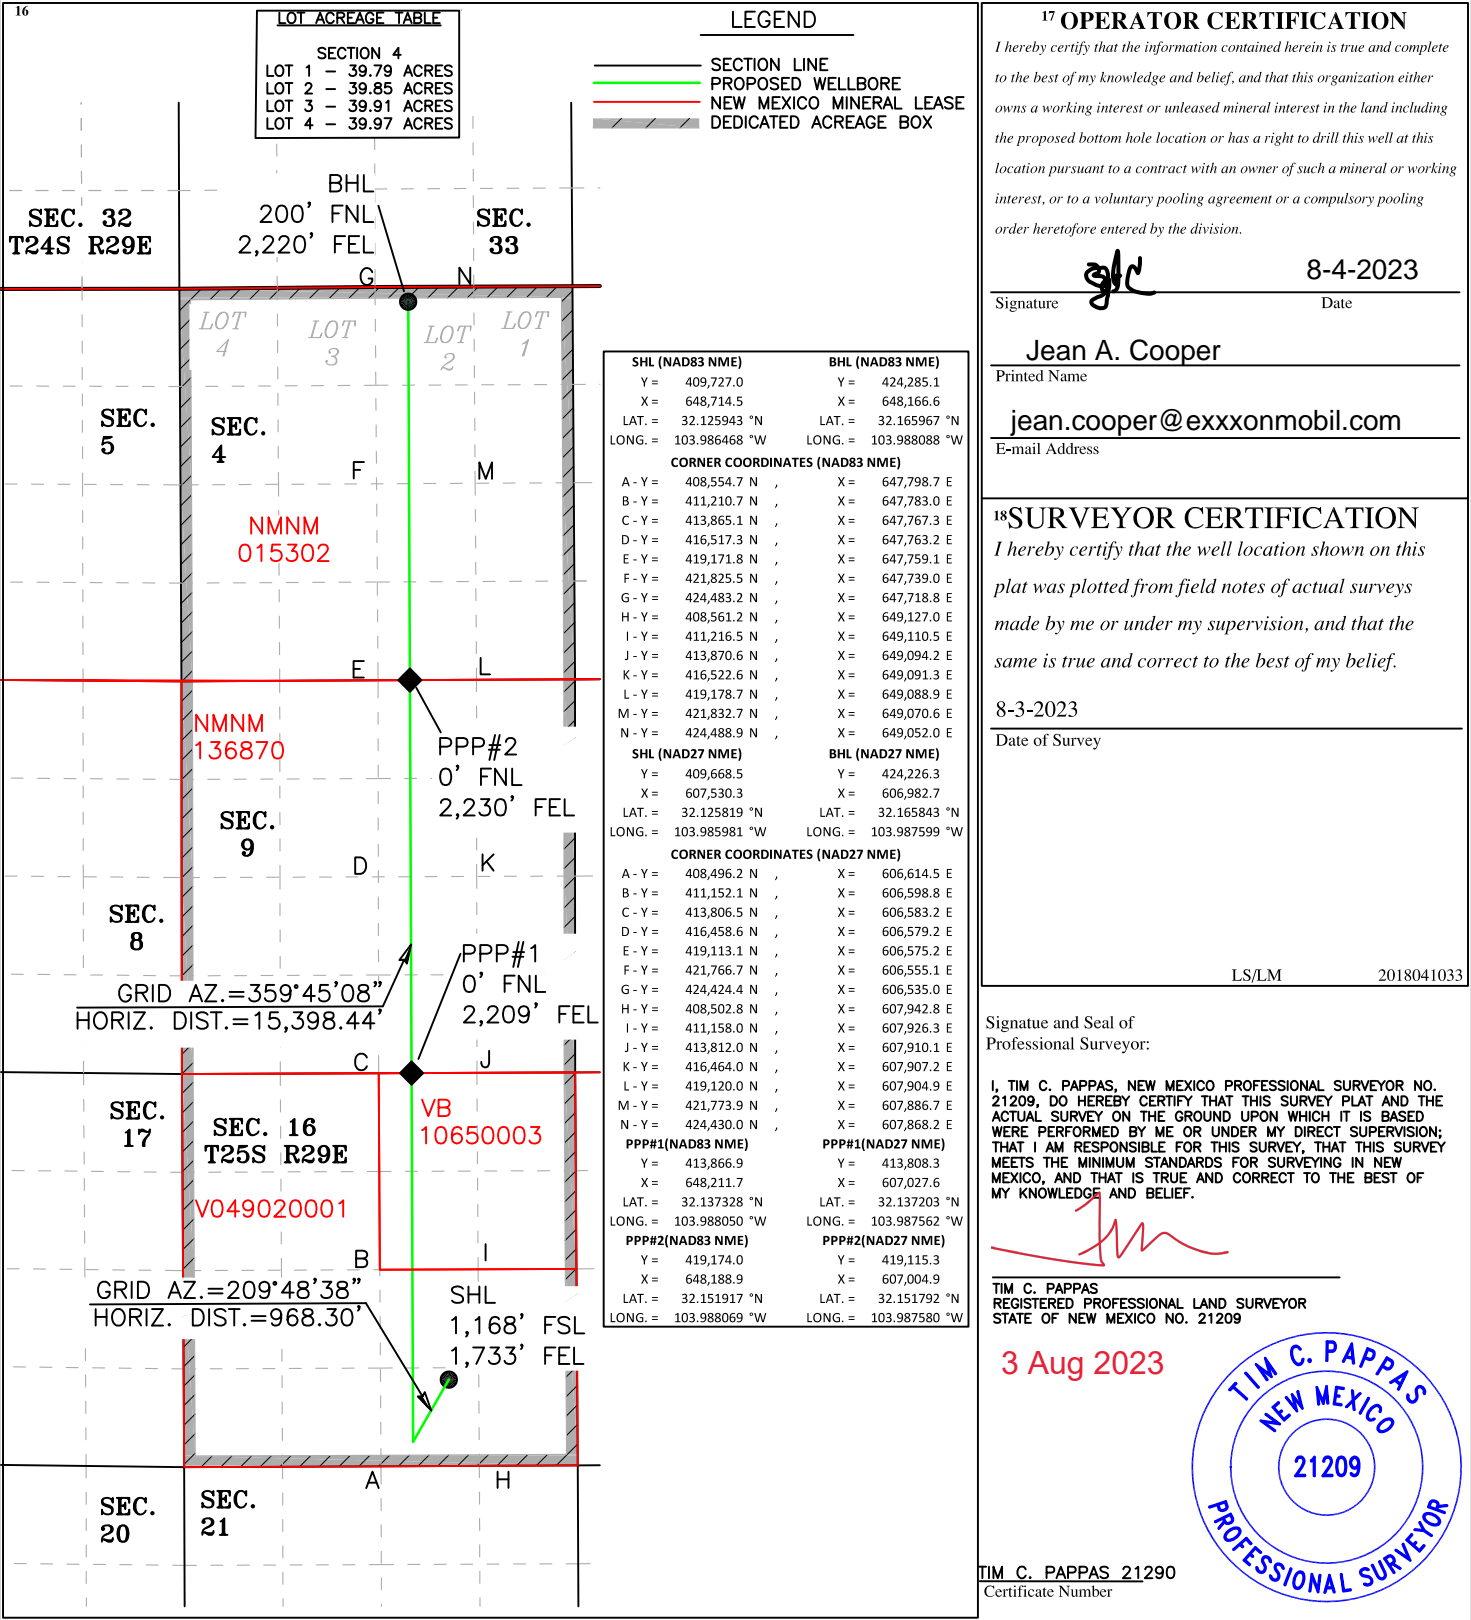 16
LOT ACREAGE TABLE
SECTION 4
LOT 1 – 39.79 ACRES
LOT 2 – 39.85 ACRES
LOT 3 – 39.91 ACRES
LOT 4 – 39.97 ACRES
LEGEND
SECTION LINE
PROPOSED WELLBORE
NEW MEXICO MINERAL LEASE
DEDICATED ACREAGE BOX
BHL
200' FNL
2,220' FEL
SEC. 32
T24S R29E
SEC.
33
G
N
LOT
4
LOT
3
LOT
2
LOT
1
SEC.
5
SEC.
4
F
M
NMNM
015302
E
L
NMNM
136870
PPP#2
0' FNL
2,230' FEL
SEC.
9
D
K
SEC.
8
PPP#1
0' FNL
2,209' FEL
GRID AZ.=359°45'08"
HORIZ. DIST.=15,398.44'
C
J
SEC.
17
SEC. 16
T25S R29E
VB
10650003
V049020001
B
I
GRID AZ.=209°48'38"
HORIZ. DIST.=968.30'
SHL
1,168' FSL
1,733' FEL
A
H
SEC.
20
SEC.
21
SHL (NAD83 NME) BHL (NAD83 NME)
Y = 409,727.0 Y = 424,285.1
X = 648,714.5 X = 648,166.6
LAT. = 32.125943 °N LAT. = 32.165967 °N
LONG. = 103.986468 °W LONG. = 103.988088 °W
CORNER COORDINATES (NAD83 NME)
A - Y = 408,554.7 N , X = 647,798.7 E
B - Y = 411,210.7 N , X = 647,783.0 E
C - Y = 413,865.1 N , X = 647,767.3 E
D - Y = 416,517.3 N , X = 647,763.2 E
E - Y = 419,171.8 N , X = 647,759.1 E
F - Y = 421,825.5 N , X = 647,739.0 E
G - Y = 424,483.2 N , X = 647,718.8 E
H - Y = 408,561.2 N , X = 649,127.0 E
I - Y = 411,216.5 N , X = 649,110.5 E
J - Y = 413,870.6 N , X = 649,094.2 E
K - Y = 416,522.6 N , X = 649,091.3 E
L - Y = 419,178.7 N , X = 649,088.9 E
M - Y = 421,832.7 N , X = 649,070.6 E
N - Y = 424,488.9 N , X = 649,052.0 E
SHL (NAD27 NME) BHL (NAD27 NME)
Y = 409,668.5 Y = 424,226.3
X = 607,530.3 X = 606,982.7
LAT. = 32.125819 °N LAT. = 32.165843 °N
LONG. = 103.985981 °W LONG. = 103.987599 °W
CORNER COORDINATES (NAD27 NME)
A - Y = 408,496.2 N , X = 606,614.5 E
B - Y = 411,152.1 N , X = 606,598.8 E
C - Y = 413,806.5 N , X = 606,583.2 E
D - Y = 416,458.6 N , X = 606,579.2 E
E - Y = 419,113.1 N , X = 606,575.2 E
F - Y = 421,766.7 N , X = 606,555.1 E
G - Y = 424,424.4 N , X = 606,535.0 E
H - Y = 408,502.8 N , X = 607,942.8 E
I - Y = 411,158.0 N , X = 607,926.3 E
J - Y = 413,812.0 N , X = 607,910.1 E
K - Y = 416,464.0 N , X = 607,907.2 E
L - Y = 419,120.0 N , X = 607,904.9 E
M - Y = 421,773.9 N , X = 607,886.7 E
N - Y = 424,430.0 N , X = 607,868.2 E
PPP#1(NAD83 NME) PPP#1(NAD27 NME)
Y = 413,866.9 Y = 413,808.3
X = 648,211.7 X = 607,027.6
LAT. = 32.137328 °N LAT. = 32.137203 °N
LONG. = 103.988050 °W LONG. = 103.987562 °W
PPP#2(NAD83 NME) PPP#2(NAD27 NME)
Y = 419,174.0 Y = 419,115.3
X = 648,188.9 X = 607,004.9
LAT. = 32.151917 °N LAT. = 32.151792 °N
LONG. = 103.988069 °W LONG. = 103.987580 °W
17 OPERATOR CERTIFICATION
I hereby certify that the information contained herein is true and complete
to the best of my knowledge and belief, and that this organization either
owns a working interest or unleased mineral interest in the land including
the proposed bottom hole location or has a right to drill this well at this
location pursuant to a contract with an owner of such a mineral or working
interest, or to a voluntary pooling agreement or a compulsory pooling
order heretofore entered by the division.
8-4-2023
Signature Date
Jean A. Cooper
Printed Name
jean.cooper@exxxonmobil.com
E-mail Address
18SURVEYOR CERTIFICATION
I hereby certify that the well location shown on this
plat was plotted from field notes of actual surveys
made by me or under my supervision, and that the
same is true and correct to the best of my belief.
8-3-2023
Date of Survey
LS/LM 2018041033
Signatue and Seal of
Professional Surveyor:
I, TIM C. PAPPAS, NEW MEXICO PROFESSIONAL SURVEYOR NO.
21209, DO HEREBY CERTIFY THAT THIS SURVEY PLAT AND THE
ACTUAL SURVEY ON THE GROUND UPON WHICH IT IS BASED
WERE PERFORMED BY ME OR UNDER MY DIRECT SUPERVISION;
THAT I AM RESPONSIBLE FOR THIS SURVEY, THAT THIS SURVEY
MEETS THE MINIMUM STANDARDS FOR SURVEYING IN NEW
MEXICO, AND THAT IS TRUE AND CORRECT TO THE BEST OF
MY KNOWLEDGE AND BELIEF.
TIM C. PAPPAS
REGISTERED PROFESSIONAL LAND SURVEYOR
STATE OF NEW MEXICO NO. 21209
3 Aug 2023
TIM C. PAPPAS
NEW MEXICO
21209
PROFESSIONAL SURVEYOR
TIM C. PAPPAS 21290
Certificate Number